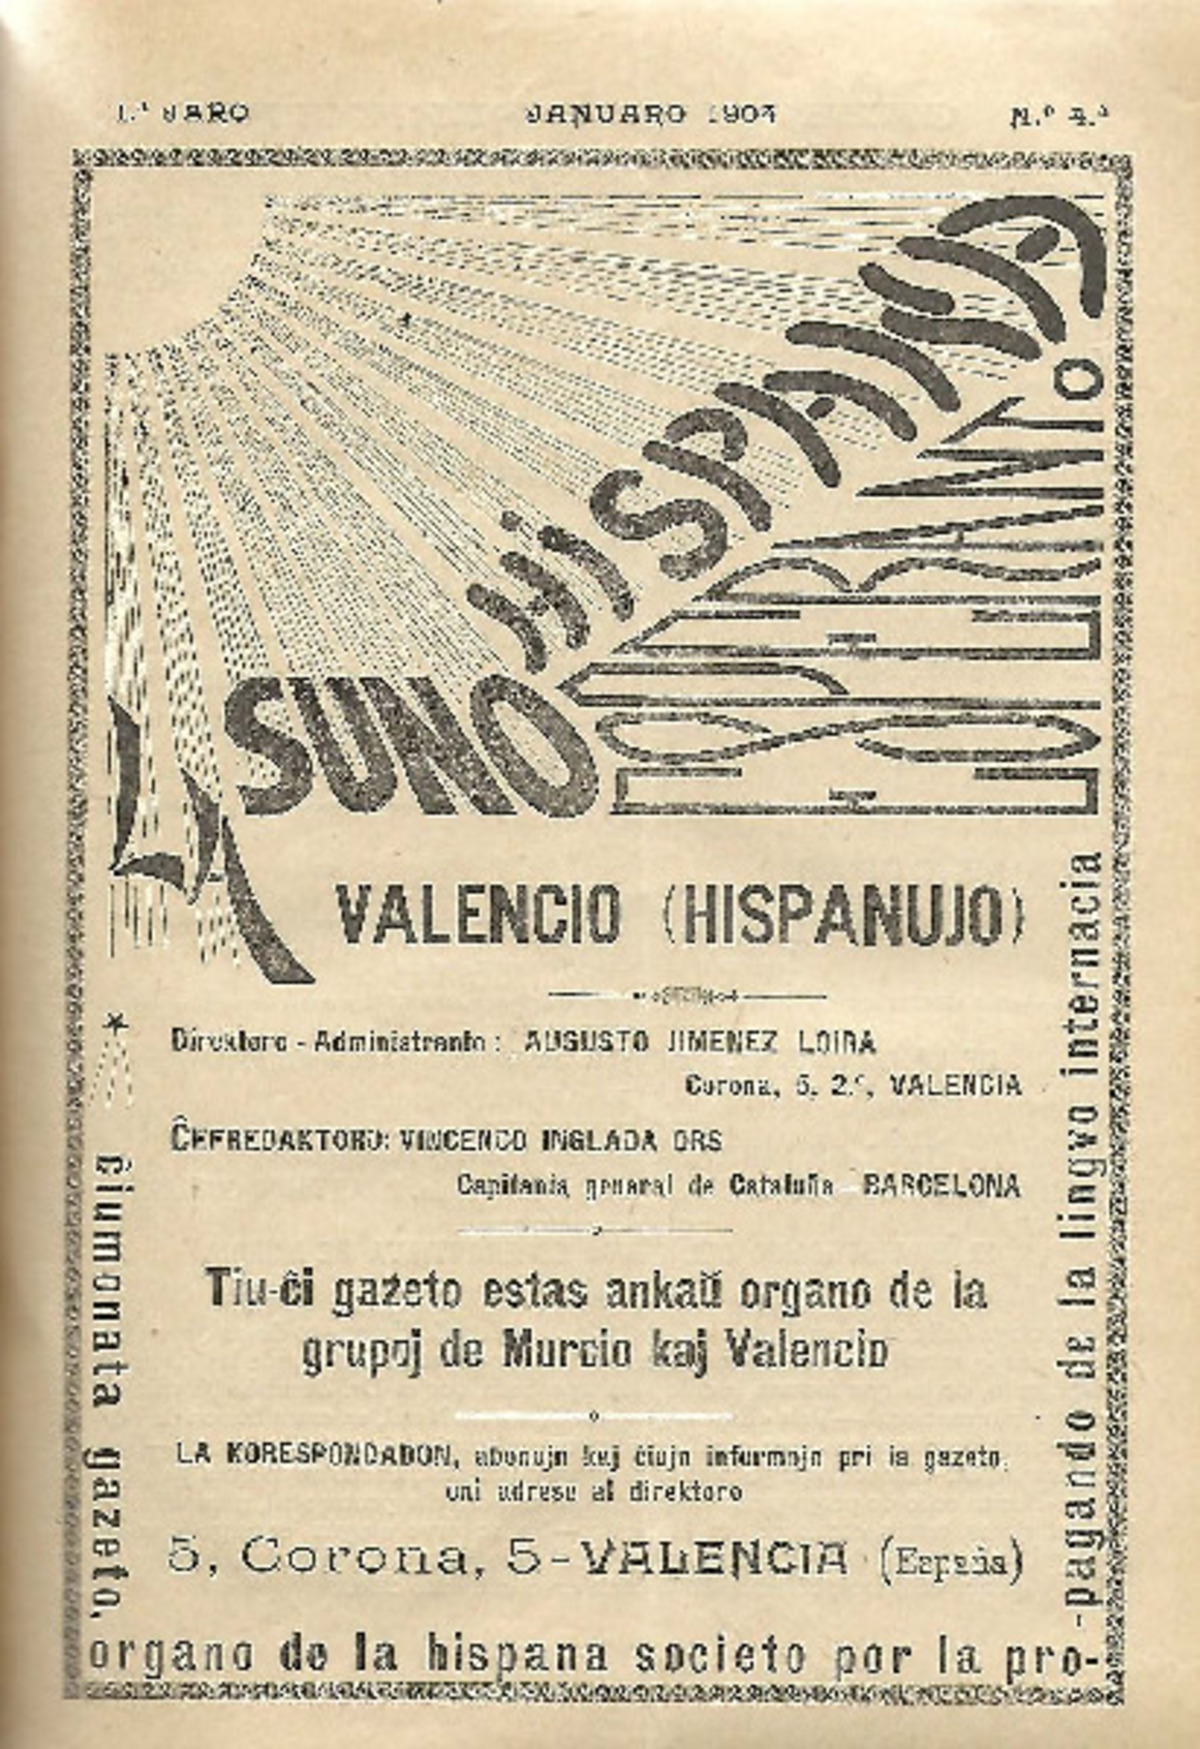 1.ª JARO
JANUARO 1904
N.º 4.ª
LA SUNO HISPANA
ESPERANTO
VALENCIO (HISPANUJO)
Direktoro - Administranto: AUGUSTO JIMENEZ LOIRA
Corona, 5, 2.º, VALENCIA
ĈEFREDAKTORO: VINCENCO INGLADA ORS
Capitania general de Cataluña - BARCELONA
Tiu-ĉi gazeto estas ankaŭ organo de la
grupoj de Murcio kaj Valencio
LA KORESPONDADON, abonojn kaj ĉiujn informojn pri la gazeto,
oni adresu al direktoro
5, Corona, 5-VALENCIA (España)
ĉiumonata gazeto,
organo de la hispana societo por la pro-
-pagando de la lingvo internacia